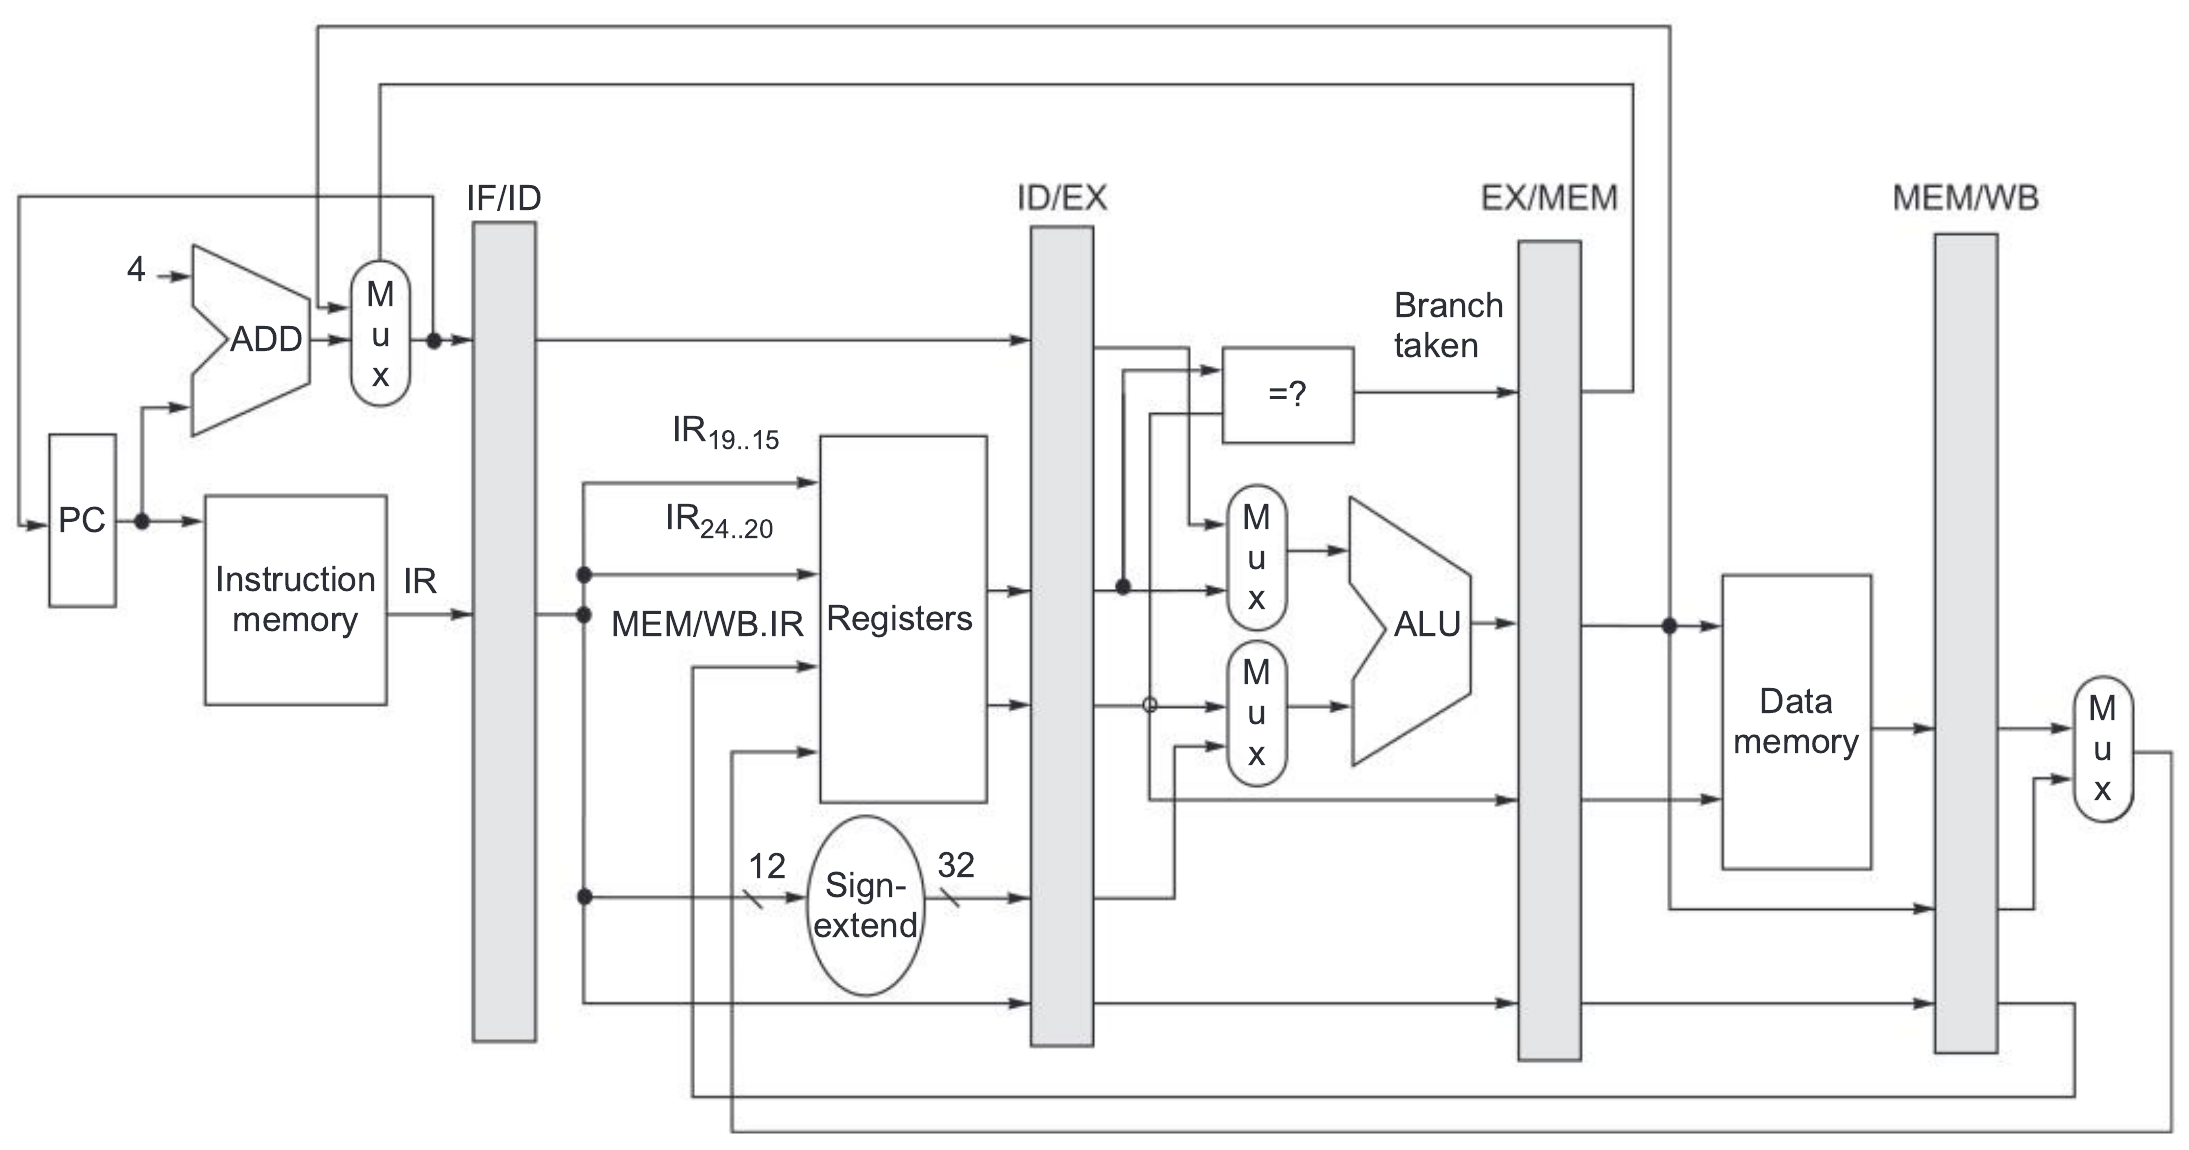 IF/ID
ID/EX
EX/MEM
MEM/WB
4
ADD
M
u
x
Branch
taken
=?
IR19..15
IR24..20
PC
Instruction
memory
IR
MEM/WB.IR
Registers
M
u
x
ALU
M
u
x
Data
memory
M
u
x
12
Sign-
extend
32